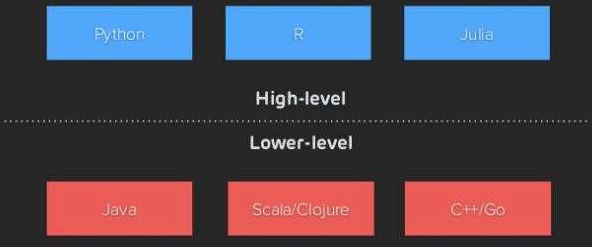 Python
R
Julia
High-level
Lower-level
Java
Scala/Clojure
C++/Go